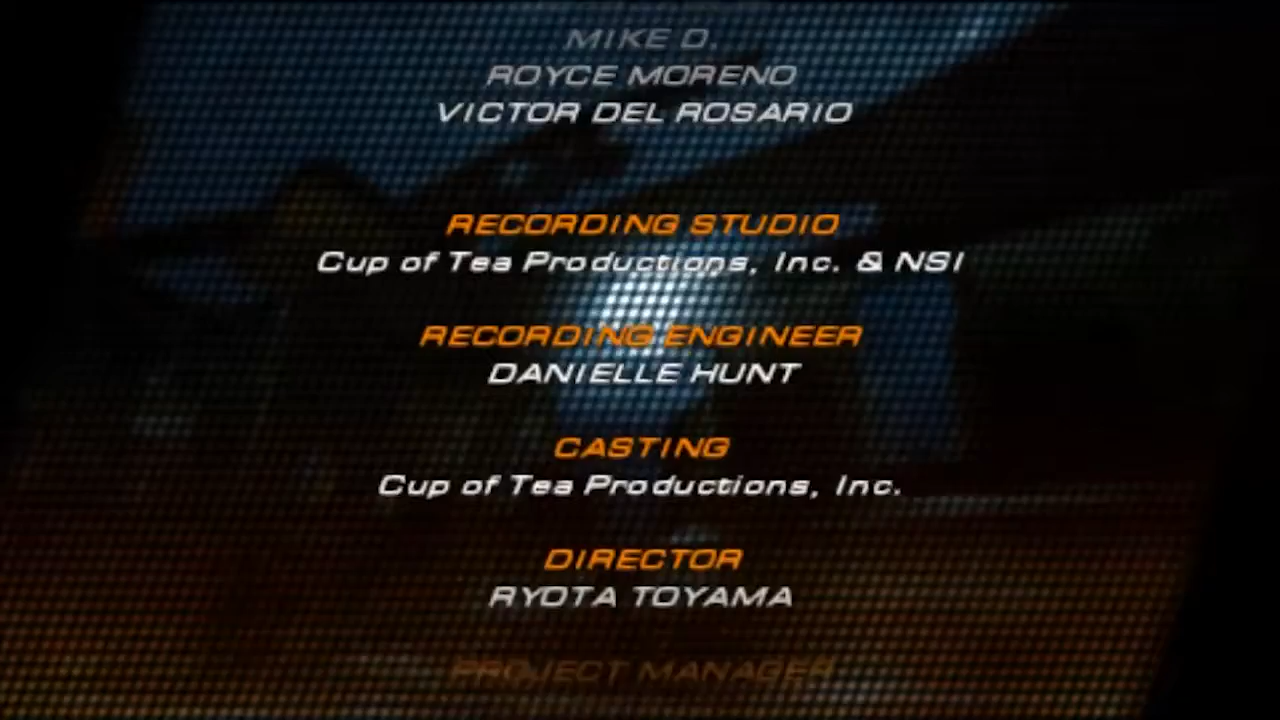 MIKE D.
ROYCE MORENO
VICTOR DEL ROSARIO
RECORDING STUDIO
Cup of Tea Productions, Inc. & NSI
RECORDING ENGINEER
DANIELLE HUNT
CASTING
Cup of Tea Productions, Inc.
DIRECTOR
RYOTA TOYAMA
PROJECT MANAGER